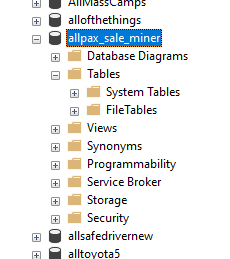 AllMassCamps
allofthethings
allpax_sale_miner
Database Diagrams
Tables
System Tables
FileTables
Views
Synonyms
Programmability
Service Broker
Storage
Security
allsafedrivernew
alltoyota5